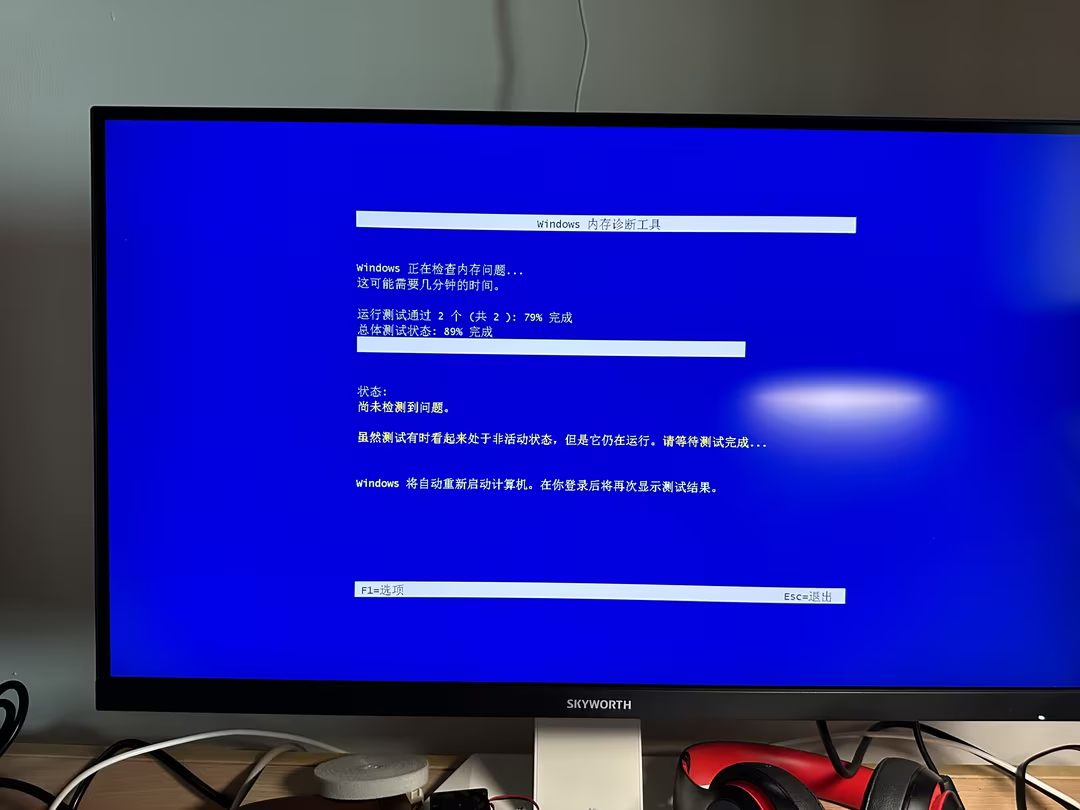 Windows 内存诊断工具
Windows 正在检查内存问题...
这可能需要几分钟的时间。
运行测试通过 2 个 (共 2 ): 79% 完成
总体测试状态: 89% 完成
状态:
尚未检测到问题。
虽然测试有时看起来处于非活动状态，但是它仍在运行。请等待测试完成...
Windows 将自动重新启动计算机。在你登录后将再次显示测试结果。
F1=选项 Esc=退出
SKYWORTH